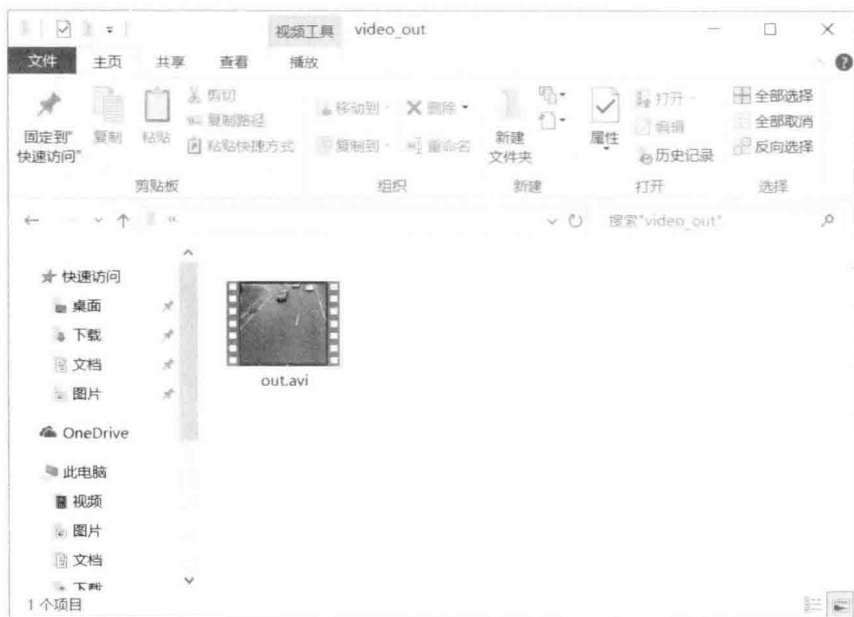 视频工具 video_out
文件 主页 共享 查看 播放
固定到"
快速访问"
复制
粘贴
剪切
复制路径
粘贴快捷方式
移动到
复制到
删除
重命名
新建
文件夹
属性
打开
编辑
历史记录
全部选择
全部取消
反向选择
剪贴板 组织 新建 打开 选择
搜索"video_out"
快速访问
桌面
下载
文档
图片
OneDrive
此电脑
视频
图片
文档
下载
out.avi
1 个项目